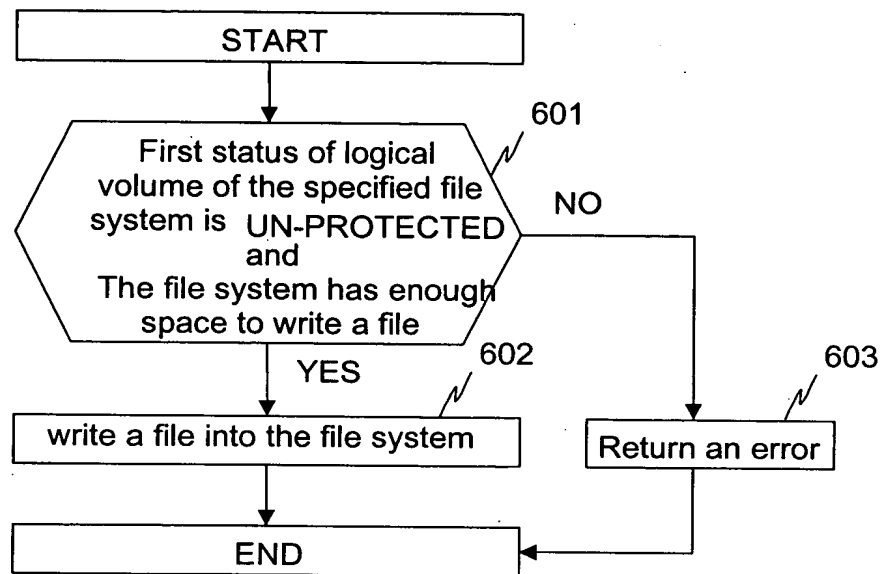 START
601
First status of logical
volume of the specified file
system is UN-PROTECTED
and
The file system has enough
space to write a file
NO
YES
602
603
write a file into the file system
Return an error
END